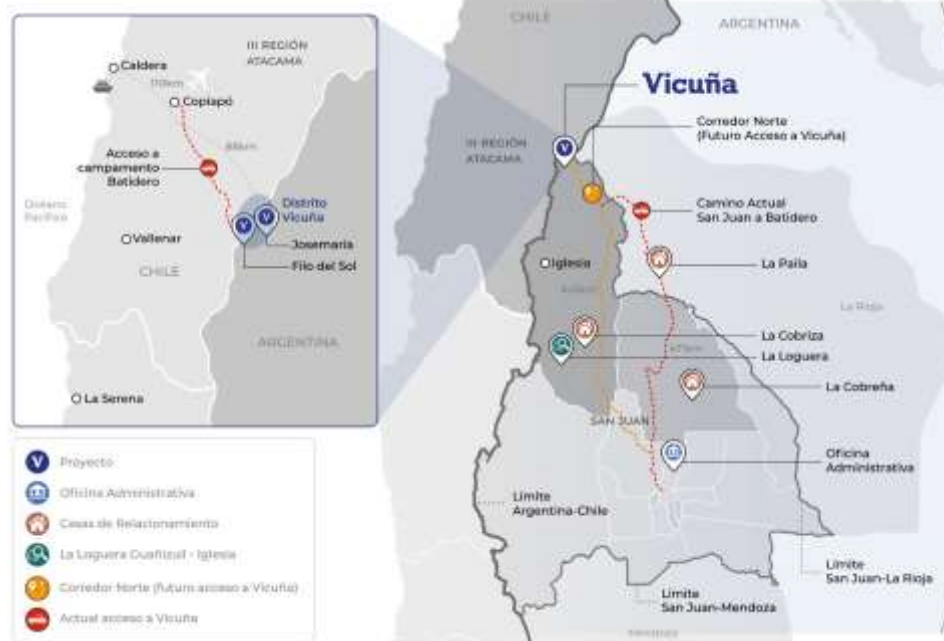 III REGIÓN
ATACAMA
Caldera
Copiapó
Acceso a
campamento
Batidero
Océano
Pacífico
Distrito
Vicuña
Vallenar
Josemaria
Filo del Sol
CHILE
ARGENTINA
La Serena
V Proyecto
Oficina Administrativa
Casas de Relacionamiento
La Loguera Guañizuil - Iglesia
Corredor Norte (futuro acceso a Vicuña)
Actual acceso a Vicuña
CHILE
ARGENTINA
Vicuña
Corredor Norte
(Futuro Acceso a Vicuña)
III REGIÓN
ATACAMA
Camino Actual
San Juan a Batidero
Iglesia
La Paila
La Rioja
La Cobriza
La Loguera
La Cobreña
SAN JUAN
Oficina
Administrativa
Límite
Argentina-Chile
Límite
San Juan-La Rioja
Límite
San Juan-Mendoza